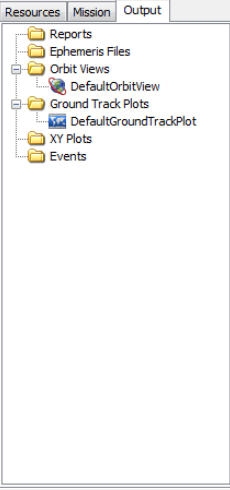 Resources Mission Output
Reports
Ephemeris Files
Orbit Views
DefaultOrbitView
Ground Track Plots
DefaultGroundTrackPlot
XY Plots
Events